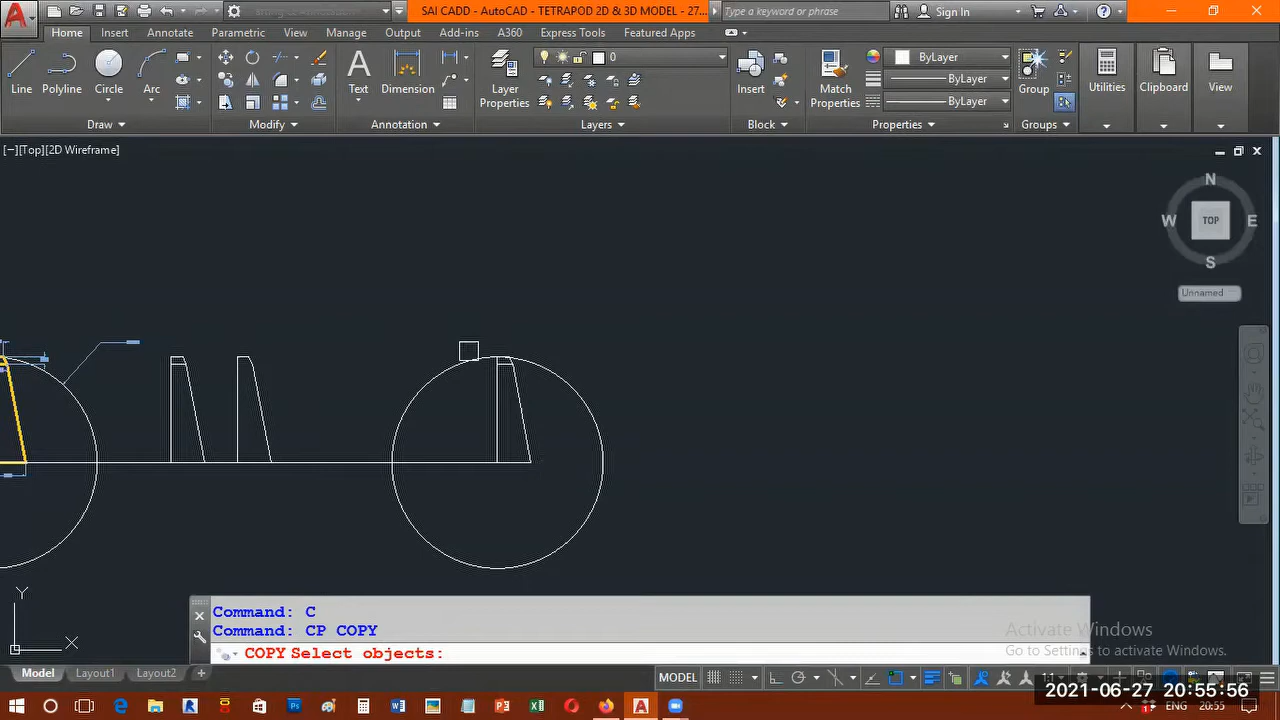 SAI CADD - AutoCAD - TETRAPOD 2D & 3D MODEL - 27...
Type a keyword or phrase
Sign In
Home Insert Annotate Parametric View Manage Output Add-ins A360 Express Tools Featured Apps
0
ByLayer
ByLayer
ByLayer
Line Polyline Circle Arc Text Dimension Layer Properties Insert Match Properties Group Utilities Clipboard View
Draw Modify Annotation Layers Block Properties Groups
[−][Top][2D Wireframe]
N
W TOP E
S
Unnamed
Y
X
Command: C
Command: CP COPY
COPY Select objects:
Activate Windows
Go to Settings to activate Windows.
Model Layout1 Layout2 +
MODEL
2021-06-27 20:55:56
ENG 20:55